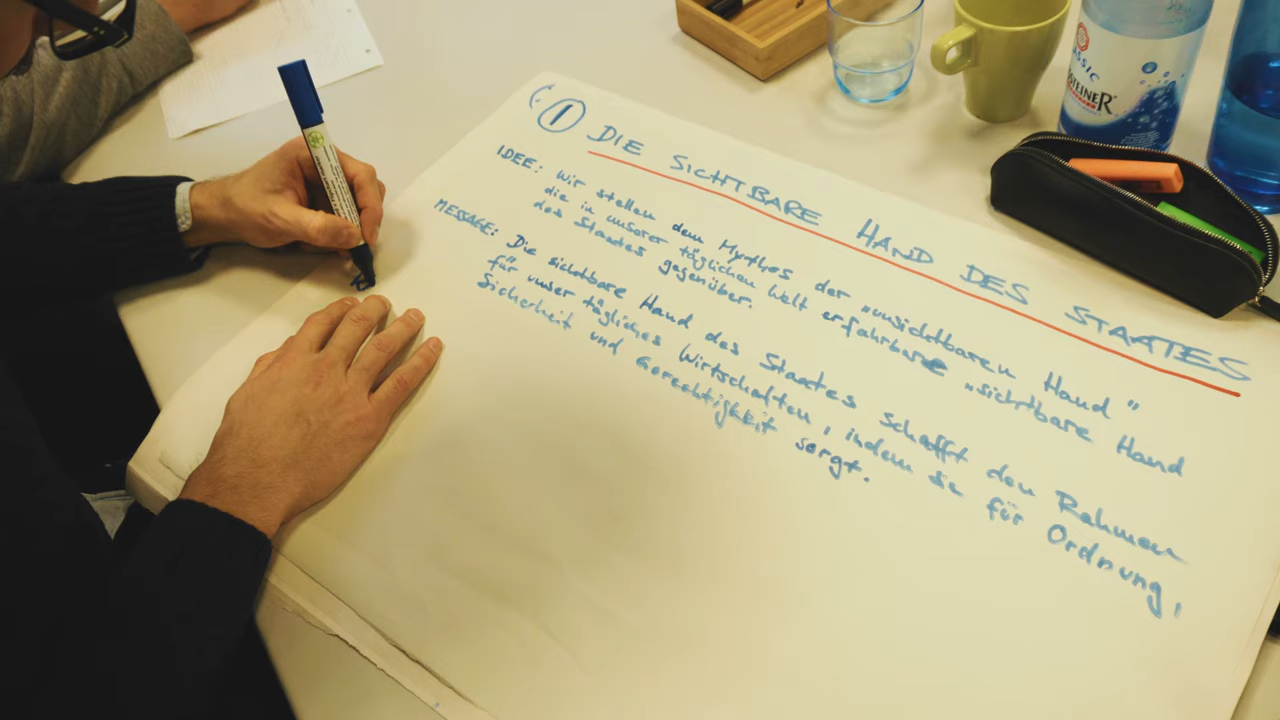 ① DIE SICHTBARE HAND DES STAATES
IDEE: Wir stellen dem Mythos der „unsichtbaren Hand"
die in unserer täglichen Welt erfahrbare „sichtbare Hand
des Staates gegenüber.
MESSAGE: Die sichtbare Hand des Staates schafft den Rahmen
für unser tägliches Wirtschaften, indem sie für Ordnung,
Sicherheit und Gerechtigkeit sorgt.
STEINER